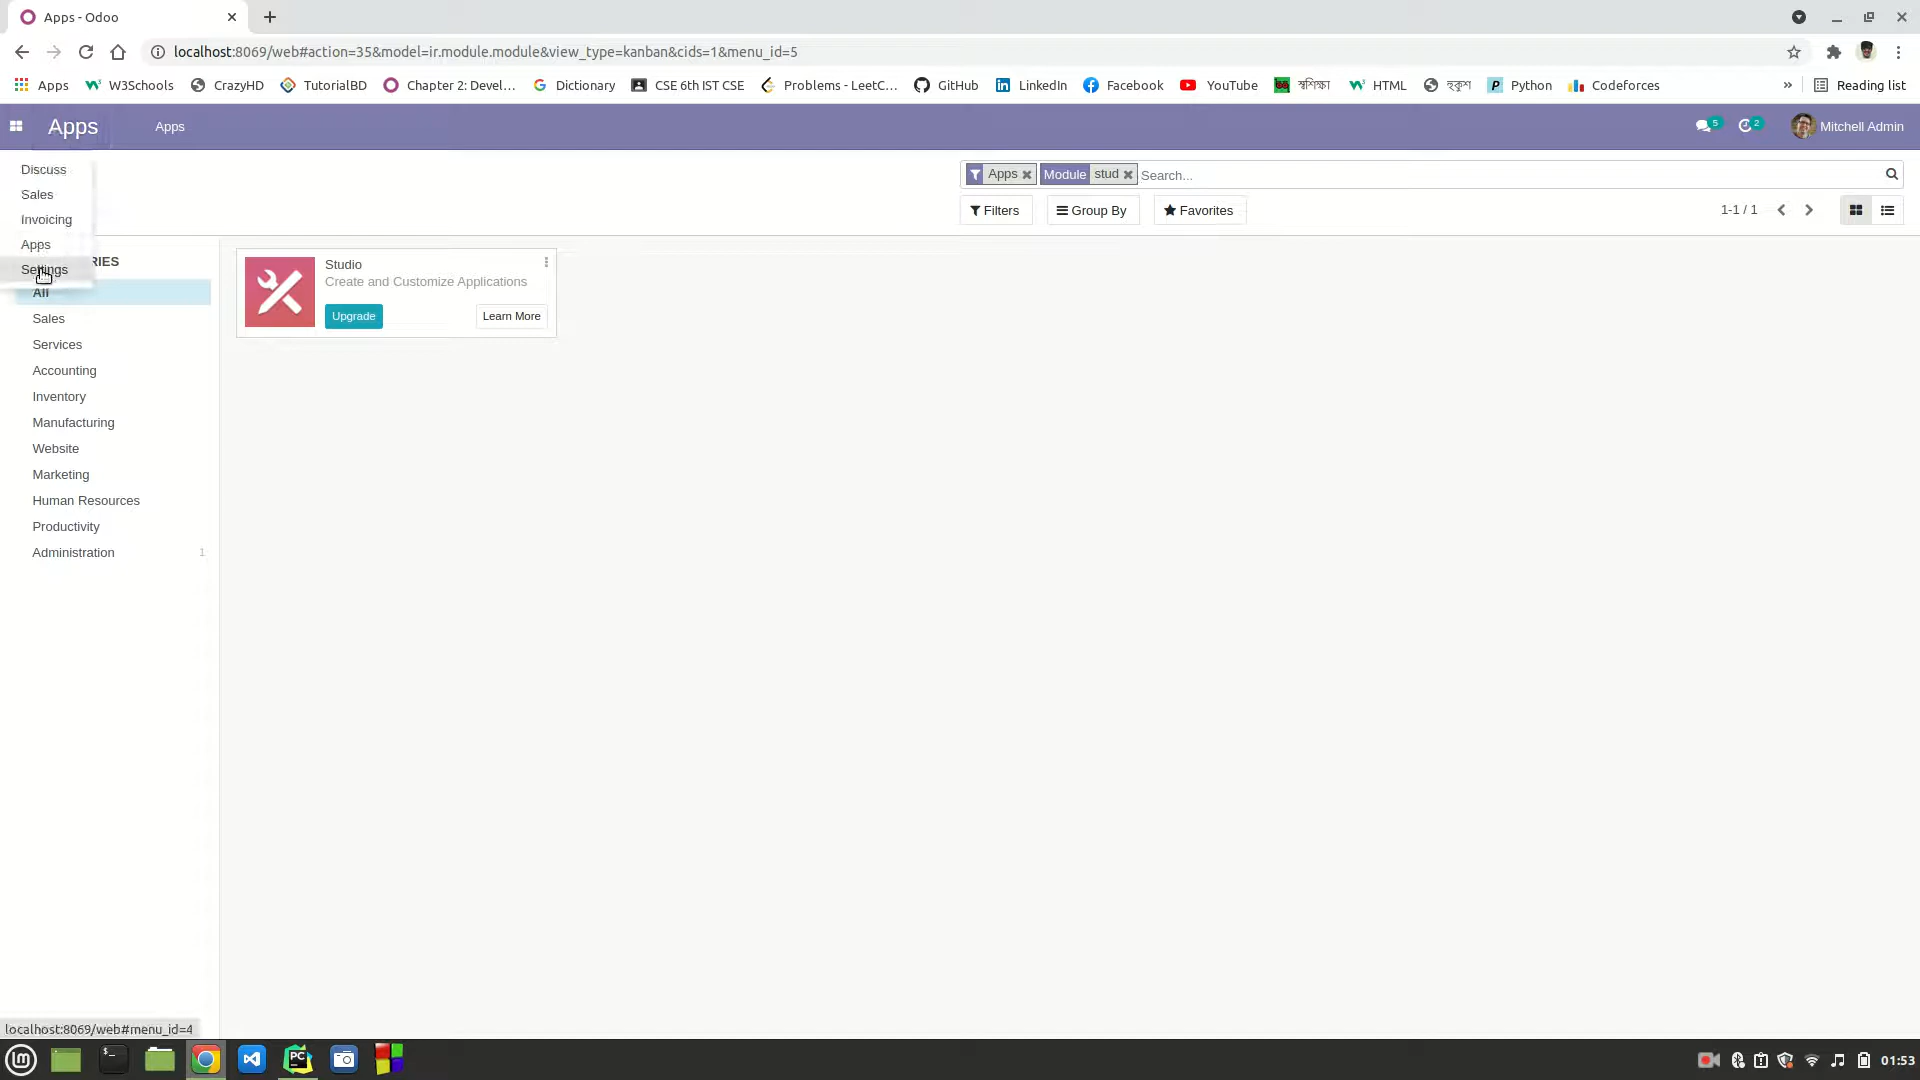 Apps - Odoo
localhost:8069/web#action=35&model=ir.module.module&view_type=kanban&cids=1&menu_id=5
Apps
W3Schools
CrazyHD
TutorialBD
Chapter 2: Devel...
Dictionary
CSE 6th IST CSE
Problems - LeetC...
GitHub
LinkedIn
Facebook
YouTube
স্বশিক্ষা
HTML
হুকুশ
Python
Codeforces
»
Reading list
Apps
Apps
5
2
Mitchell Admin
Discuss
Sales
Invoicing
Apps
Settings
RIES
All
Sales
Services
Accounting
Inventory
Manufacturing
Website
Marketing
Human Resources
Productivity
Administration 1
Apps
Module stud
Search...
Filters
Group By
Favorites
1-1 / 1
Studio
Create and Customize Applications
Upgrade
Learn More
localhost:8069/web#menu_id=4
01:53